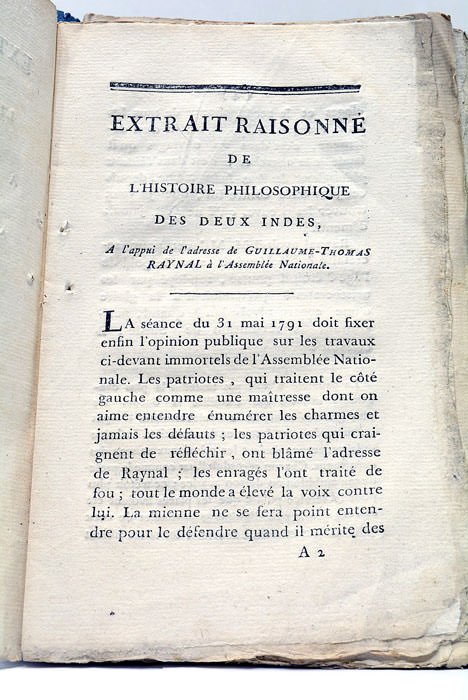 EXTRAIT RAISONNÉ
DE
L'HISTOIRE PHILOSOPHIQUE
DES DEUX INDES,
A l'appui de l'adresse de GUILLAUME-THOMAS
RAYNAL à l'Assemblée Nationale.
LA séance du 31 mai 1791 doit fixer
enfin l'opinion publique sur les travaux
ci-devant immortels de l'Assemblée Natio-
nale. Les patriotes, qui traitent le côté
gauche comme une maîtresse dont on
aime entendre énumérer les charmes et
jamais les défauts ; les patriotes qui crai-
gnent de réfléchir, ont blâmé l'adresse
de Raynal ; les enragés l'ont traité de
fou ; tout le monde a élevé la voix contre
lui. La mienne ne se fera point enten-
dre pour le défendre quand il mérite des
A 2